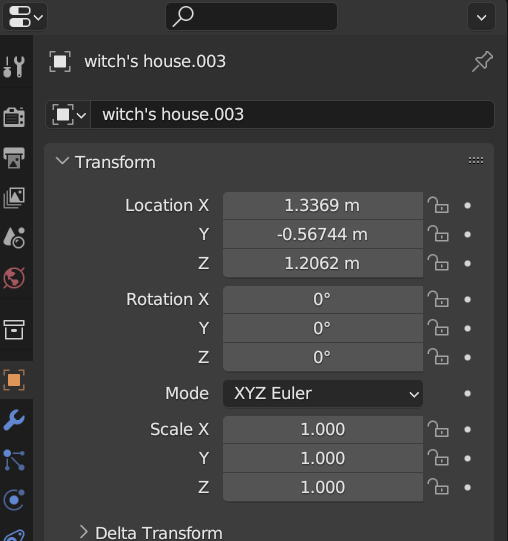 witch's house.003
witch's house.003
Transform
Location X 1.3369 m
Y -0.56744 m
Z 1.2062 m
Rotation X 0°
Y 0°
Z 0°
Mode XYZ Euler
Scale X 1.000
Y 1.000
Z 1.000
Delta Transform